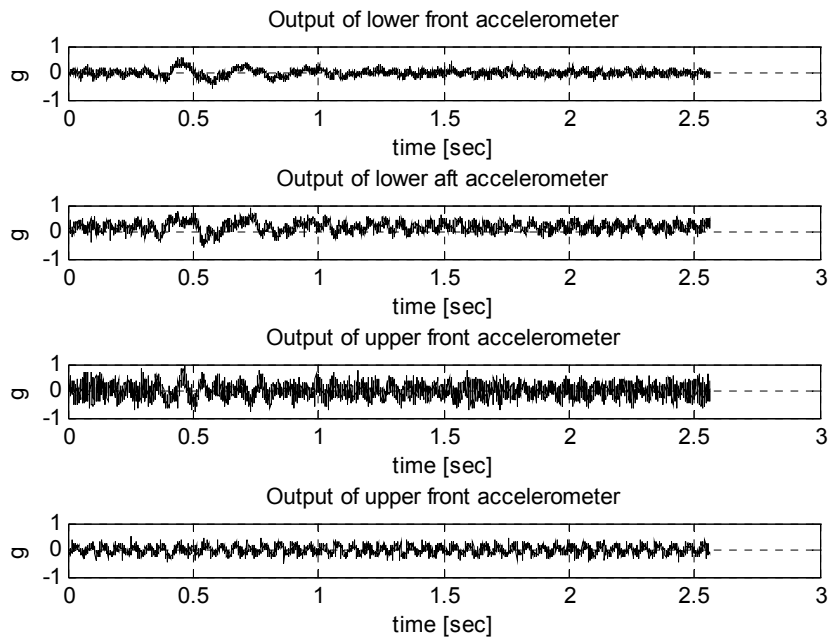 Output of lower front accelerometer
1
0
-1
g
0 0.5 1 1.5 2 2.5 3
time [sec]
Output of lower aft accelerometer
1
0
-1
g
0 0.5 1 1.5 2 2.5 3
time [sec]
Output of upper front accelerometer
1
0
-1
g
0 0.5 1 1.5 2 2.5 3
time [sec]
Output of upper front accelerometer
1
0
-1
g
0 0.5 1 1.5 2 2.5 3
time [sec]